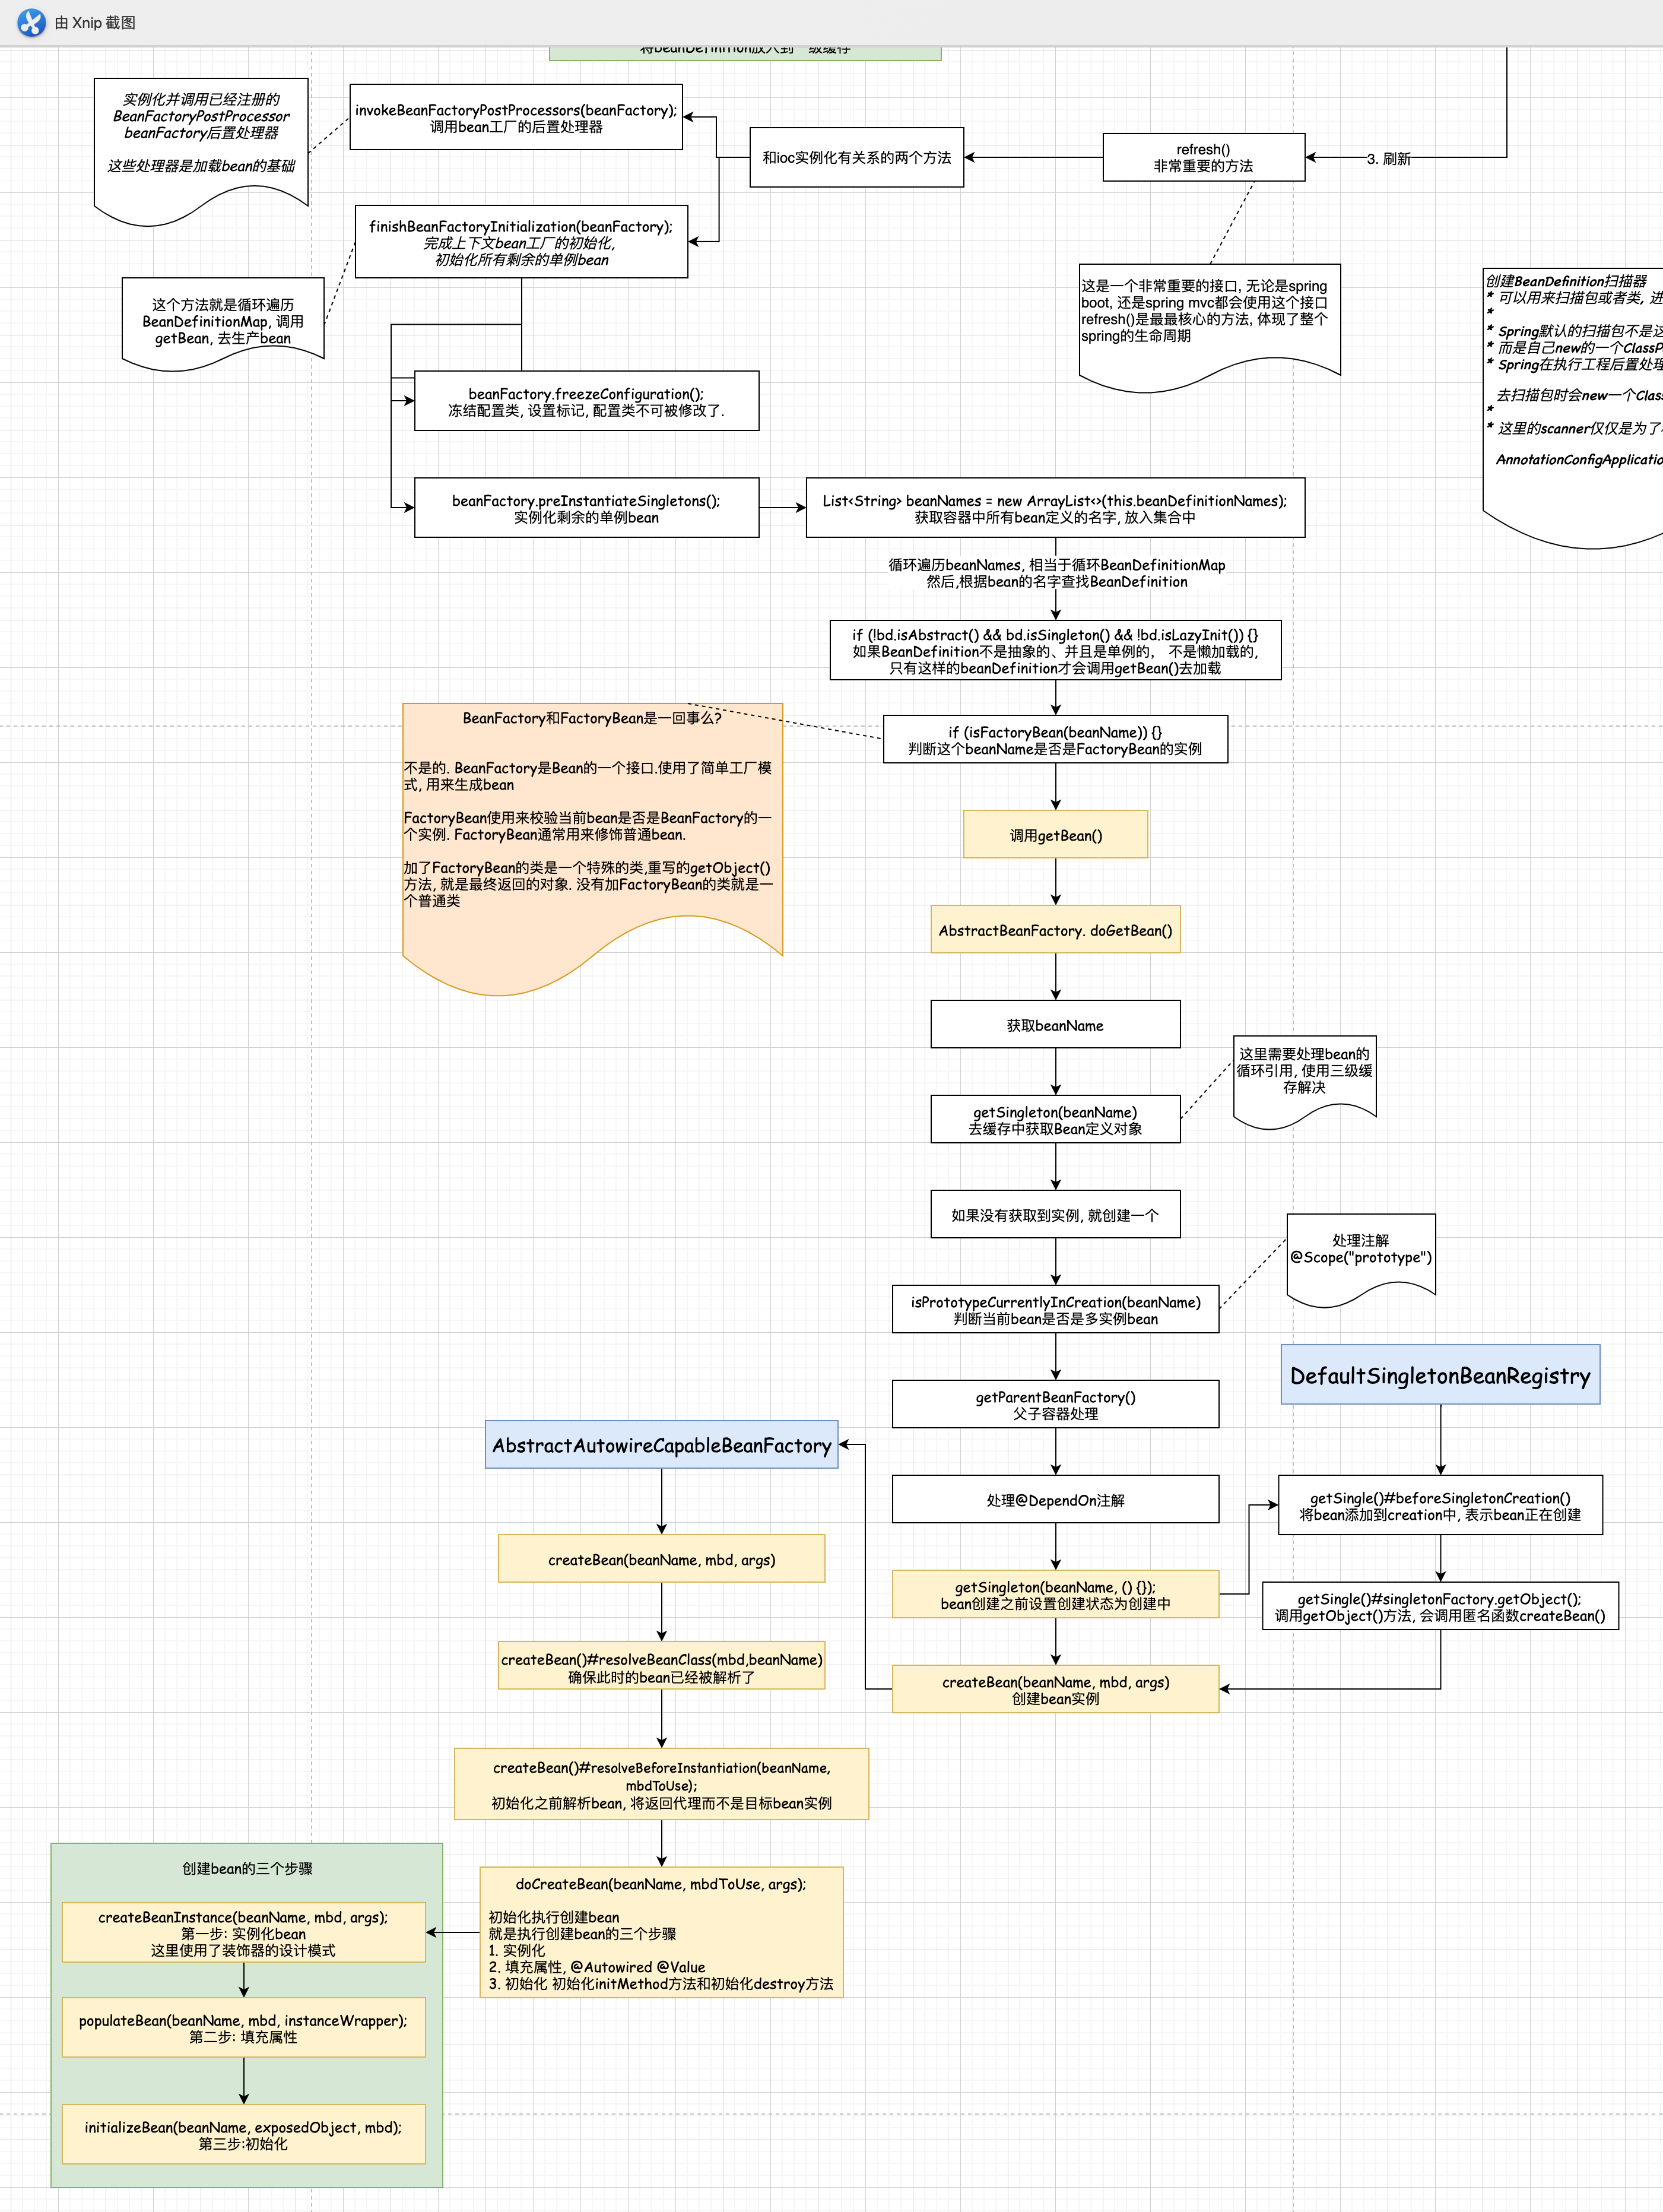 由 Xnip 截图
将beanDefinition放入到一级缓存
实例化并调用已经注册的
BeanFactoryPostProcessor
beanFactory后置处理器
这些处理器是加载bean的基础
invokeBeanFactoryPostProcessors(beanFactory);
调用bean工厂的后置处理器
和ioc实例化有关系的两个方法
refresh()
非常重要的方法
3. 刷新
finishBeanFactoryInitialization(beanFactory);
完成上下文bean工厂的初始化,
初始化所有剩余的单例bean
这个方法就是循环遍历
BeanDefinitionMap, 调用
getBean, 去生产bean
这是一个非常重要的接口, 无论是spring
boot, 还是spring mvc都会使用这个接口
refresh()是最最核心的方法, 体现了整个
spring的生命周期
创建BeanDefinition扫描器
* 可以用来扫描包或者类, 进
*
* Spring默认的扫描包不是这
* 而是自己new的一个ClassP
* Spring在执行工程后置处理
去扫描包时会new一个Clas
*
* 这里的scanner仅仅是为了
AnnotationConfigApplicatio
beanFactory.freezeConfiguration();
冻结配置类, 设置标记, 配置类不可被修改了.
beanFactory.preInstantiateSingletons();
实例化剩余的单例bean
List<String> beanNames = new ArrayList<>(this.beanDefinitionNames);
获取容器中所有bean定义的名字, 放入集合中
循环遍历beanNames, 相当于循环BeanDefinitionMap
然后,根据bean的名字查找BeanDefinition
if (!bd.isAbstract() && bd.isSingleton() && !bd.isLazyInit()) {}
如果BeanDefinition不是抽象的、并且是单例的， 不是懒加载的,
只有这样的beanDefinition才会调用getBean()去加载
BeanFactory和FactoryBean是一回事么?
不是的. BeanFactory是Bean的一个接口.使用了简单工厂模
式, 用来生成bean
FactoryBean使用来校验当前bean是否是BeanFactory的一
个实例. FactoryBean通常用来修饰普通bean.
加了FactoryBean的类是一个特殊的类,重写的getObject()
方法, 就是最终返回的对象. 没有加FactoryBean的类就是一
个普通类
if (isFactoryBean(beanName)) {}
判断这个beanName是否是FactoryBean的实例
调用getBean()
AbstractBeanFactory. doGetBean()
获取beanName
这里需要处理bean的
循环引用, 使用三级缓
存解决
getSingleton(beanName)
去缓存中获取Bean定义对象
如果没有获取到实例, 就创建一个
处理注解
@Scope("prototype")
isPrototypeCurrentlyInCreation(beanName)
判断当前bean是否是多实例bean
DefaultSingletonBeanRegistry
getParentBeanFactory()
父子容器处理
AbstractAutowireCapableBeanFactory
处理@DependOn注解
getSingle()#beforeSingletonCreation()
将bean添加到creation中, 表示bean正在创建
createBean(beanName, mbd, args)
getSingleton(beanName, () {});
bean创建之前设置创建状态为创建中
getSingle()#singletonFactory.getObject();
调用getObject()方法, 会调用匿名函数createBean()
createBean()#resolveBeanClass(mbd,beanName)
确保此时的bean已经被解析了
createBean(beanName, mbd, args)
创建bean实例
createBean()#resolveBeforeInstantiation(beanName,
mbdToUse);
初始化之前解析bean, 将返回代理而不是目标bean实例
创建bean的三个步骤
doCreateBean(beanName, mbdToUse, args);
初始化执行创建bean
就是执行创建bean的三个步骤
1. 实例化
2. 填充属性, @Autowired @Value
3. 初始化 初始化initMethod方法和初始化destroy方法
createBeanInstance(beanName, mbd, args);
第一步: 实例化bean
这里使用了装饰器的设计模式
populateBean(beanName, mbd, instanceWrapper);
第二步: 填充属性
initializeBean(beanName, exposedObject, mbd);
第三步:初始化